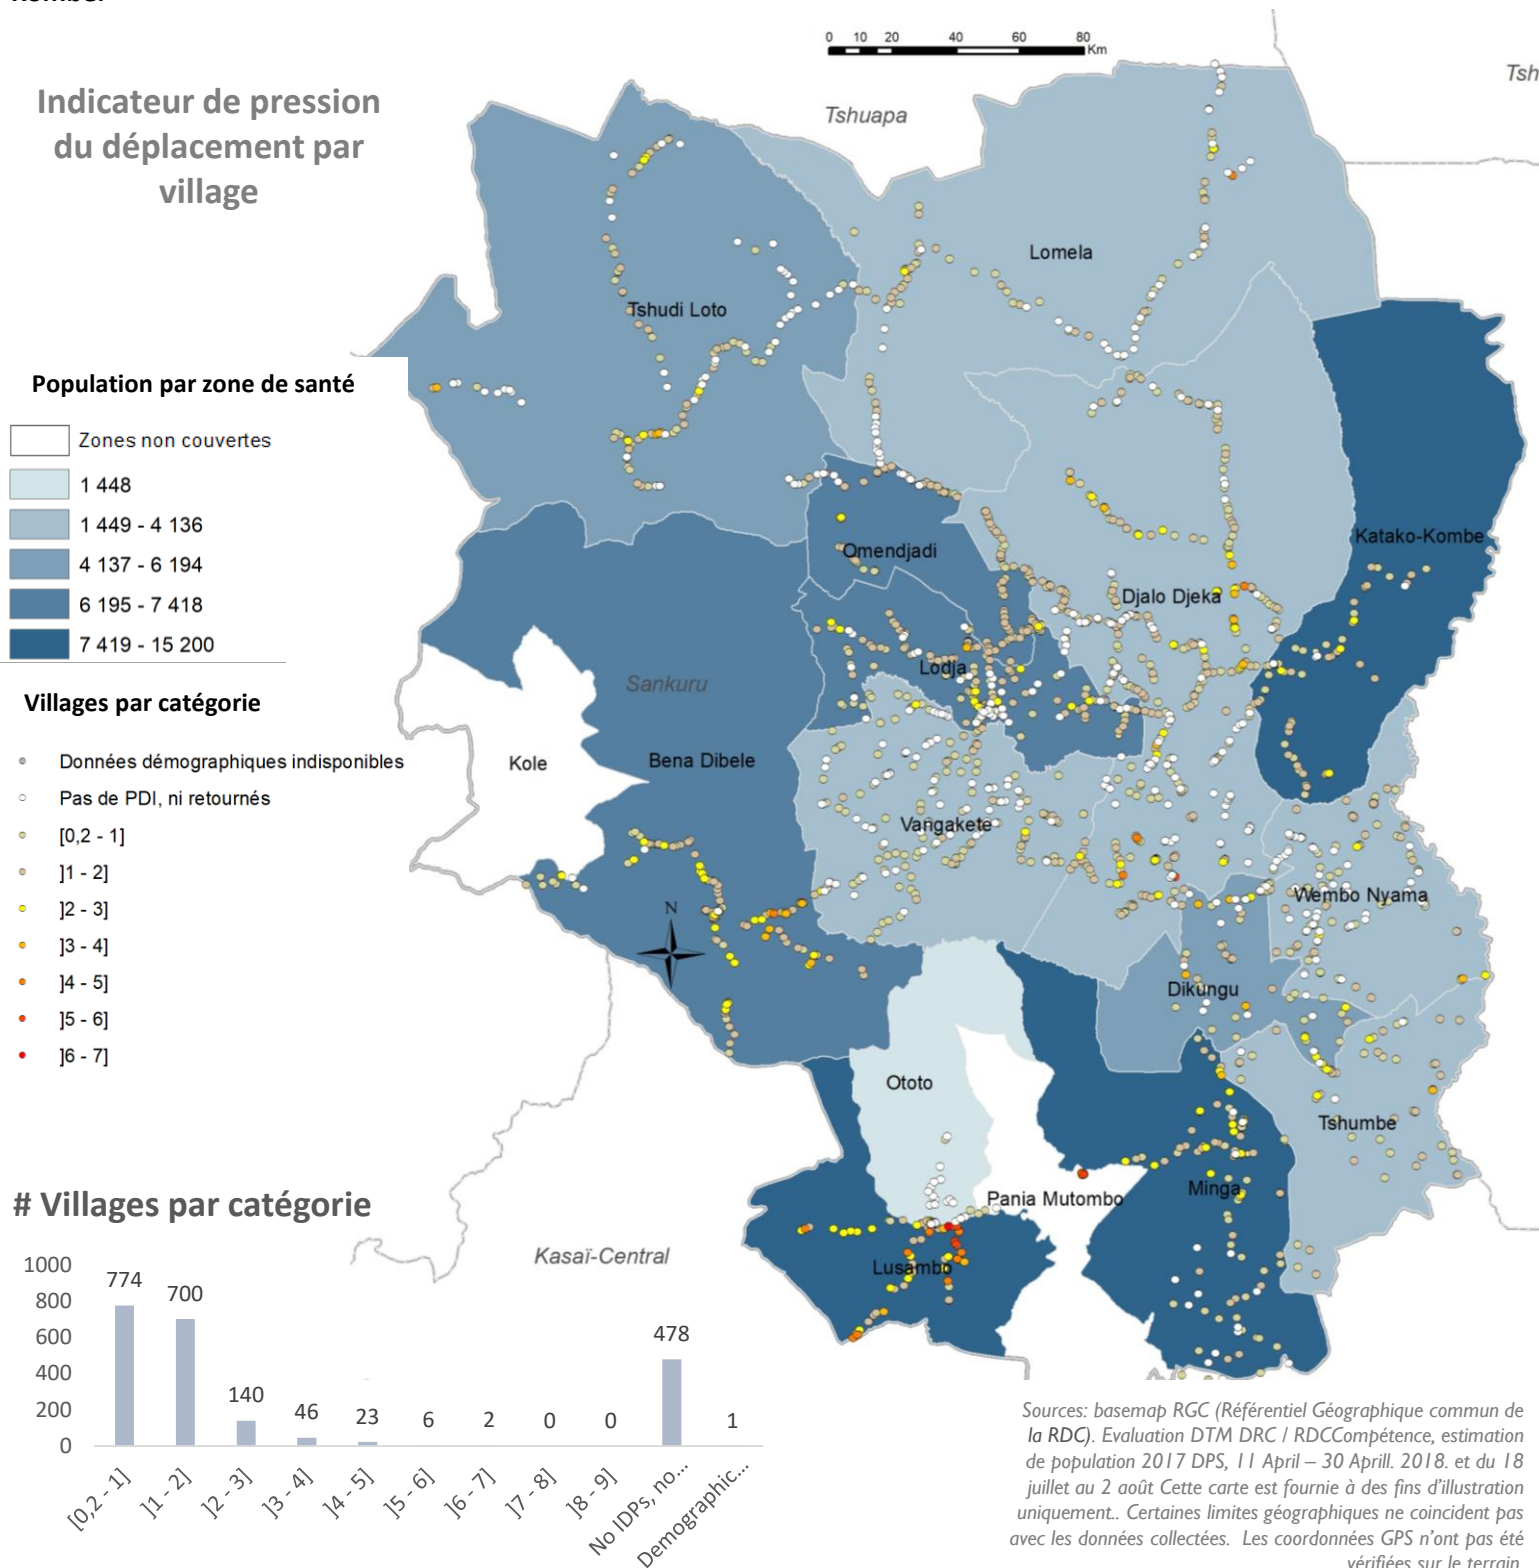 Indicateur de pression
du déplacement par
village
0 10 20 40 60 80
Km
Tshuapa
Tsh
Lomela
Tshudi Loto
Population par zone de santé
Zones non couvertes
1 448
1 449 - 4 136
4 137 - 6 194
6 195 - 7 418
7 419 - 15 200
Katako-Kombe
Omendjadi
Djalo Djeka
Lodja
Sankuru
Villages par catégorie
Données démographiques indisponibles
Pas de PDI, ni retournés
[0,2 - 1]
]1 - 2]
]2 - 3]
]3 - 4]
]4 - 5]
]5 - 6]
]6 - 7]
Kole
Bena Dibele
Vangakete
Wembo Nyama
N
Dikungu
Ototo
Tshumbe
Minga
Pania Mutombo
Lusambo
Kasaï-Central
# Villages par catégorie
1000
800
600
400
200
0
774
700
140
46
23
6
2
0
0
478
1
[0,2 - 1]
]1 - 2]
]2 - 3]
]3 - 4]
]4 - 5]
]5 - 6]
]6 - 7]
]7 - 8]
]8 - 9]
No IDPs, no...
Demographic...
Sources: basemap RGC (Référentiel Géographique commun de
la RDC). Evaluation DTM DRC / RDCCompétence, estimation
de population 2017 DPS, 11 April – 30 Aprill. 2018. et du 18
juillet au 2 août Cette carte est fournie à des fins d'illustration
uniquement.. Certaines limites géographiques ne coincident pas
avec les données collectées. Les coordonnées GPS n'ont pas été
vérifiées sur le terrain.